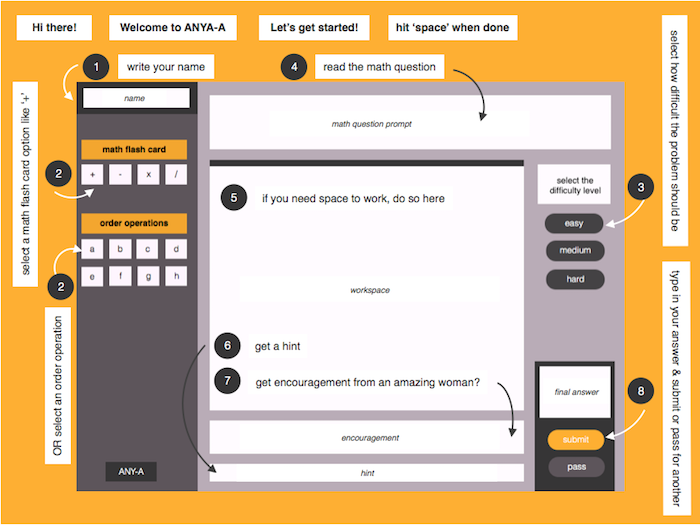 Hi there!
Welcome to ANYA-A
Let's get started!
hit 'space' when done
1
write your name
4
read the math question
select how difficult the problem should be
select a math flash card option like '+'
name
math question prompt
math flash card
2
+ - x /
5
if you need space to work, do so here
select the
difficulty level
3
easy
medium
hard
order operations
a b c d
e f g h
2
OR select an order operation
workspace
6
get a hint
7
get encouragement from an amazing woman?
type in your answer & submit or pass for another
final answer
8
submit
pass
encouragement
hint
ANY-A